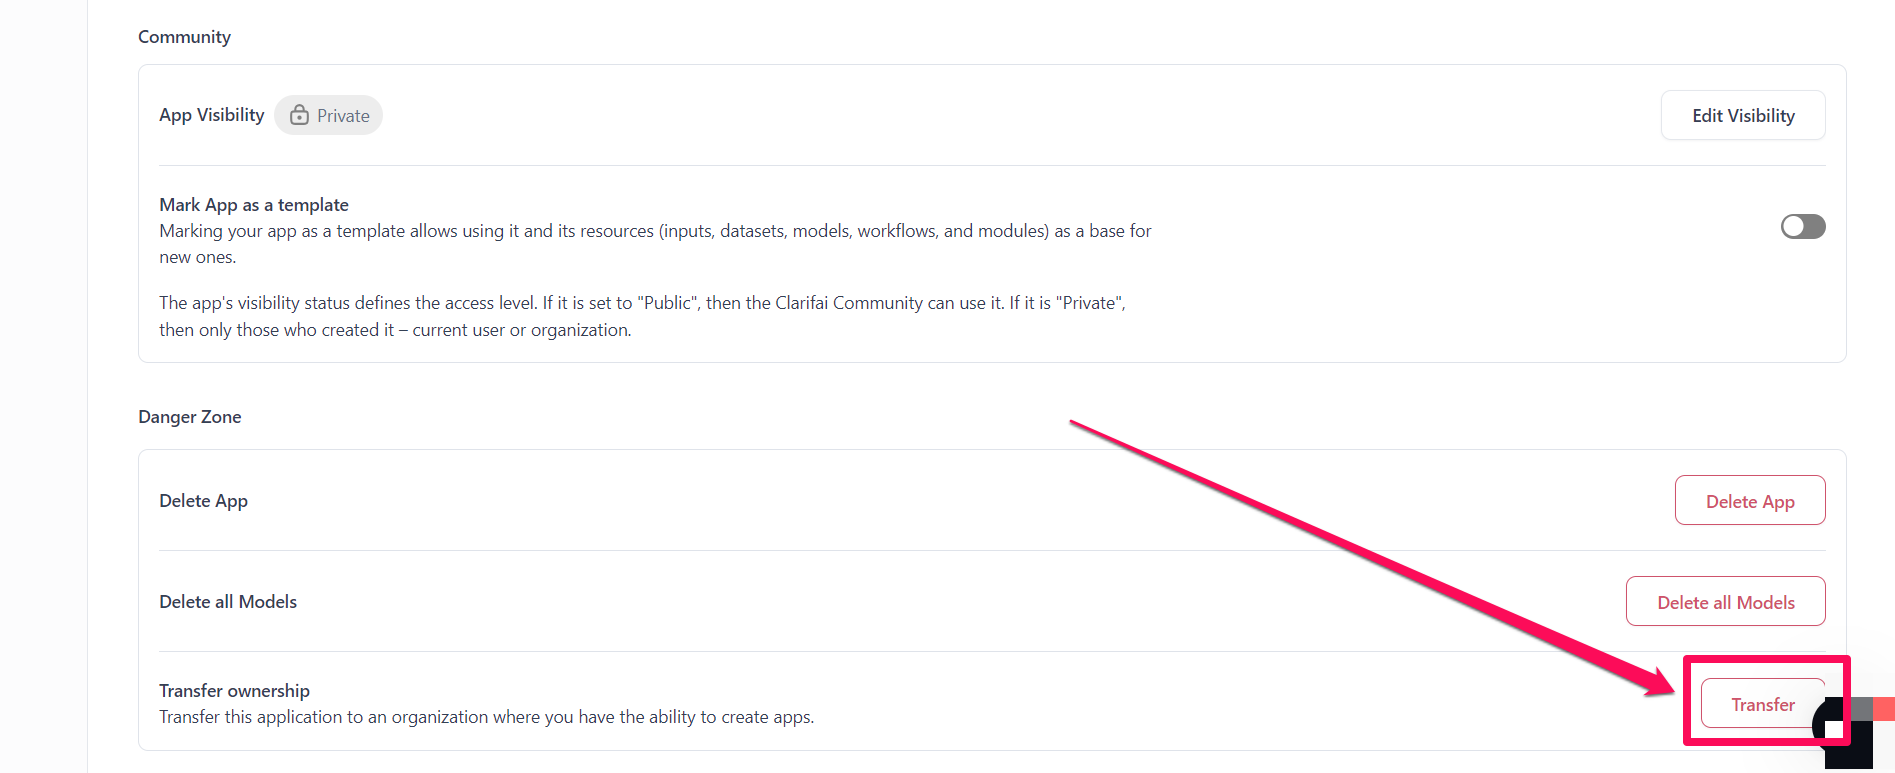 Community
App Visibility Private Edit Visibility
Mark App as a template
Marking your app as a template allows using it and its resources (inputs, datasets, models, workflows, and modules) as a base for
new ones.
The app's visibility status defines the access level. If it is set to "Public", then the Clarifai Community can use it. If it is "Private",
then only those who created it – current user or organization.
Danger Zone
Delete App Delete App
Delete all Models Delete all Models
Transfer ownership
Transfer this application to an organization where you have the ability to create apps.
Transfer